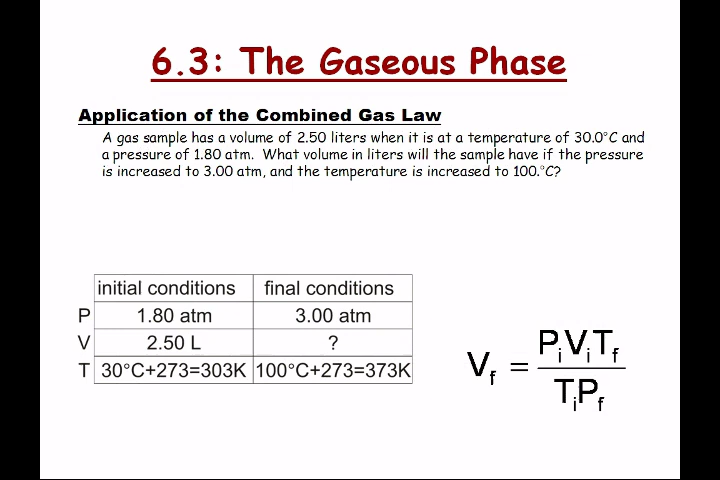 6.3: The Gaseous Phase
Application of the Combined Gas Law
A gas sample has a volume of 2.50 liters when it is at a temperature of 30.0°C and
a pressure of 1.80 atm. What volume in liters will the sample have if the pressure
is increased to 3.00 atm, and the temperature is increased to 100.°C?
initial conditions final conditions
P 1.80 atm 3.00 atm
V 2.50 L ?
T 30°C+273=303K 100°C+273=373K
V_f = P_iV_iT_f / T_iP_f